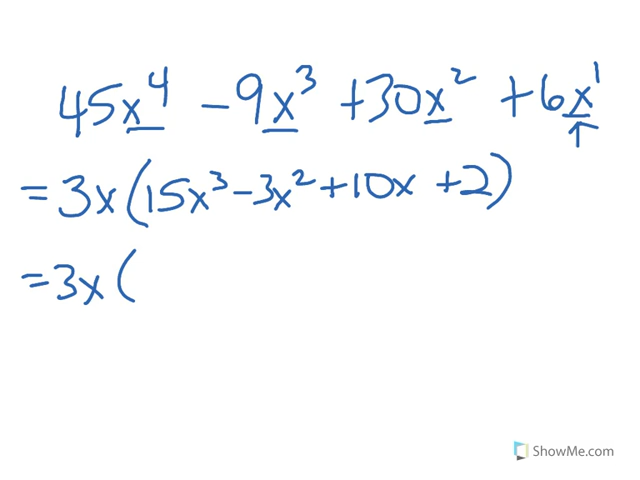 45x⁴ - 9x³ + 30x² + 6x¹
= 3x(15x³ - 3x² + 10x + 2)
= 3x(
ShowMe.com